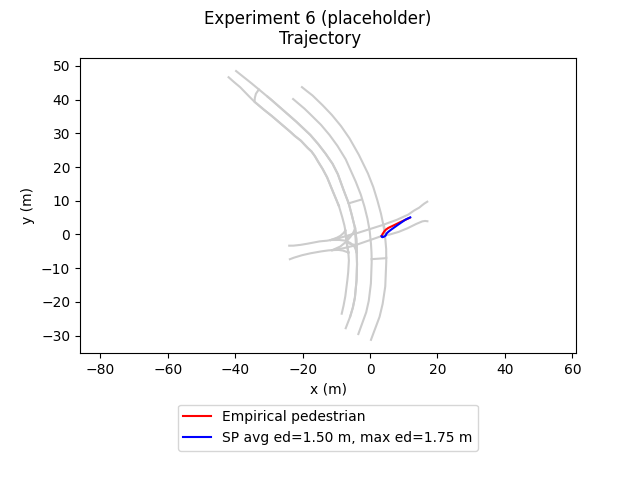 Experiment 6 (placeholder)
Trajectory
50
40
30
20
10
0
−10
−20
−30
y (m)
−80 −60 −40 −20 0 20 40 60
x (m)
Empirical pedestrian
SP avg ed=1.50 m, max ed=1.75 m